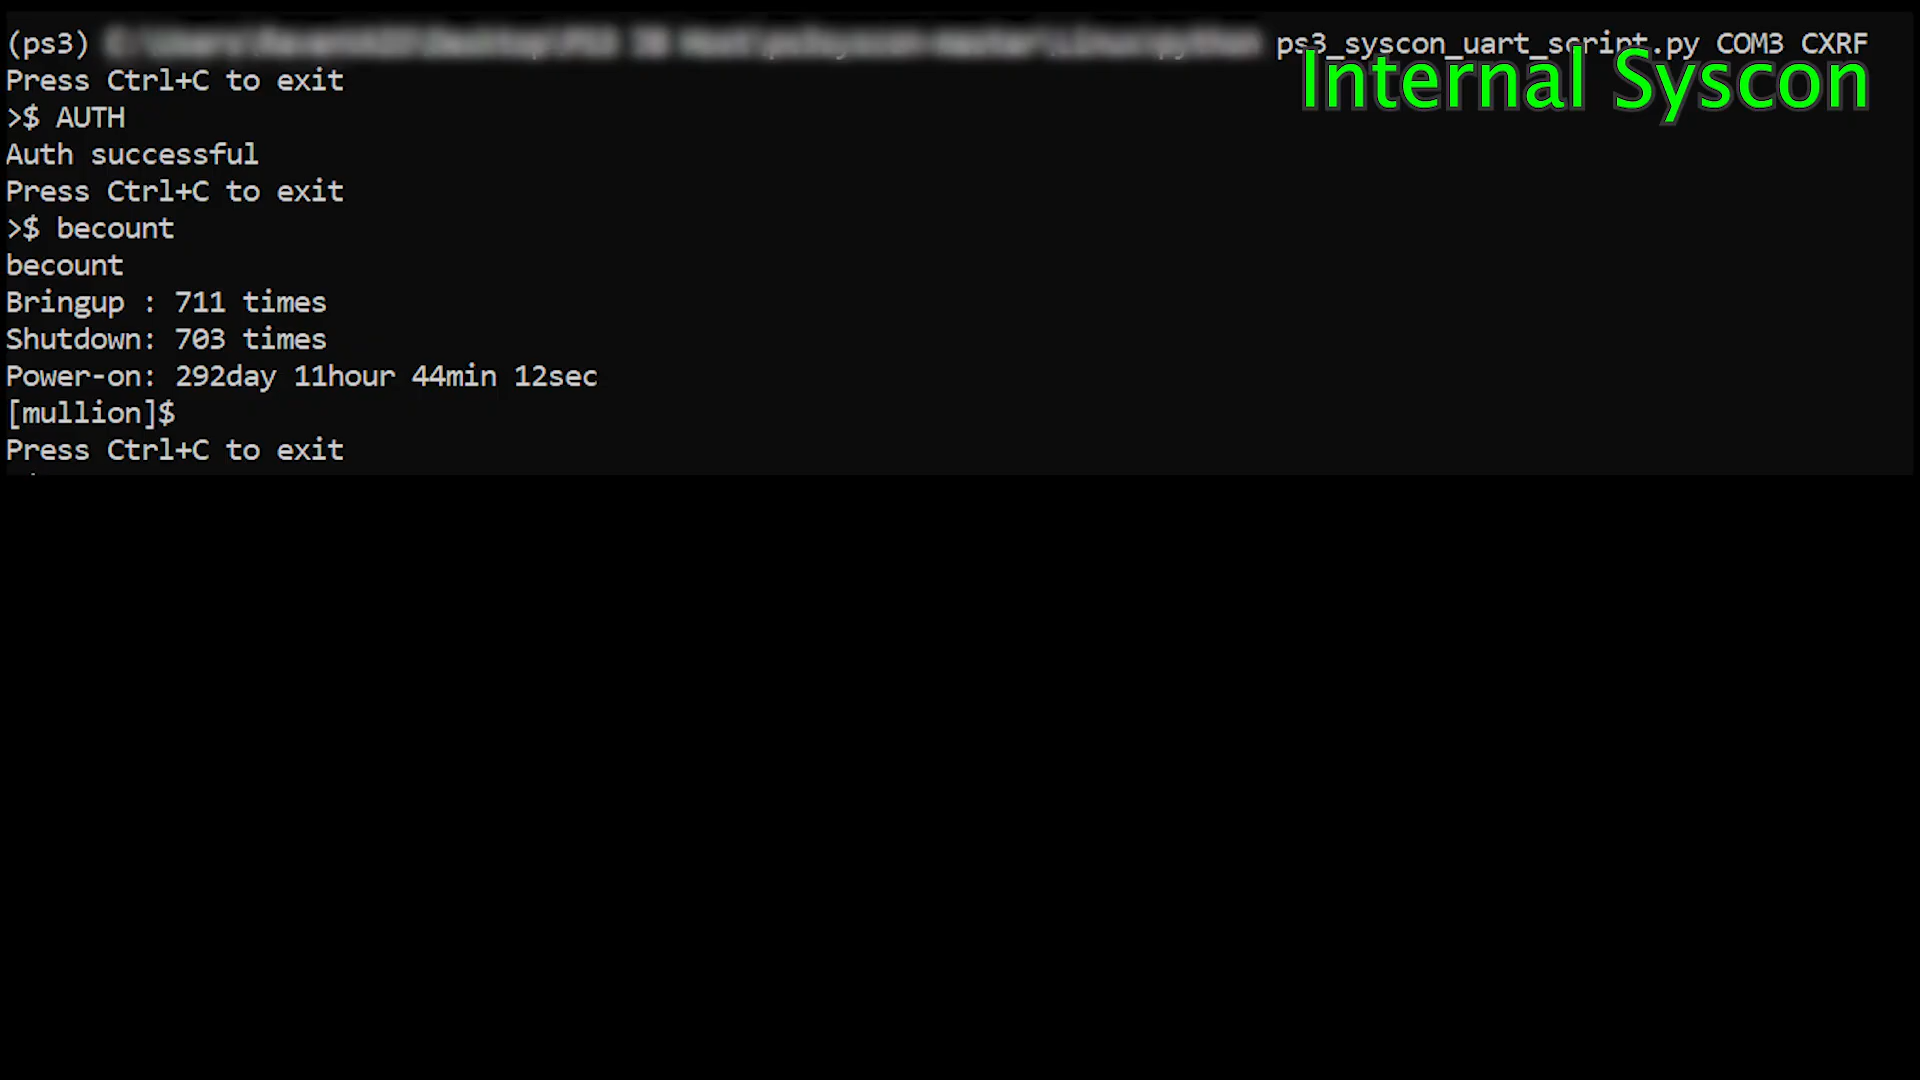 (ps3) ps3_syscon_uart_script.py COM3 CXRF
Internal Syscon
Press Ctrl+C to exit
>$ AUTH
Auth successful
Press Ctrl+C to exit
>$ becount
becount
Bringup : 711 times
Shutdown: 703 times
Power-on: 292day 11hour 44min 12sec
[mullion]$
Press Ctrl+C to exit